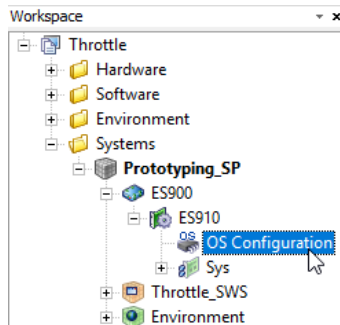 Workspace
Throttle
Hardware
Software
Environment
Systems
Prototyping_SP
ES900
ES910
OS OS Configuration
Sys
Throttle_SWS
Environment